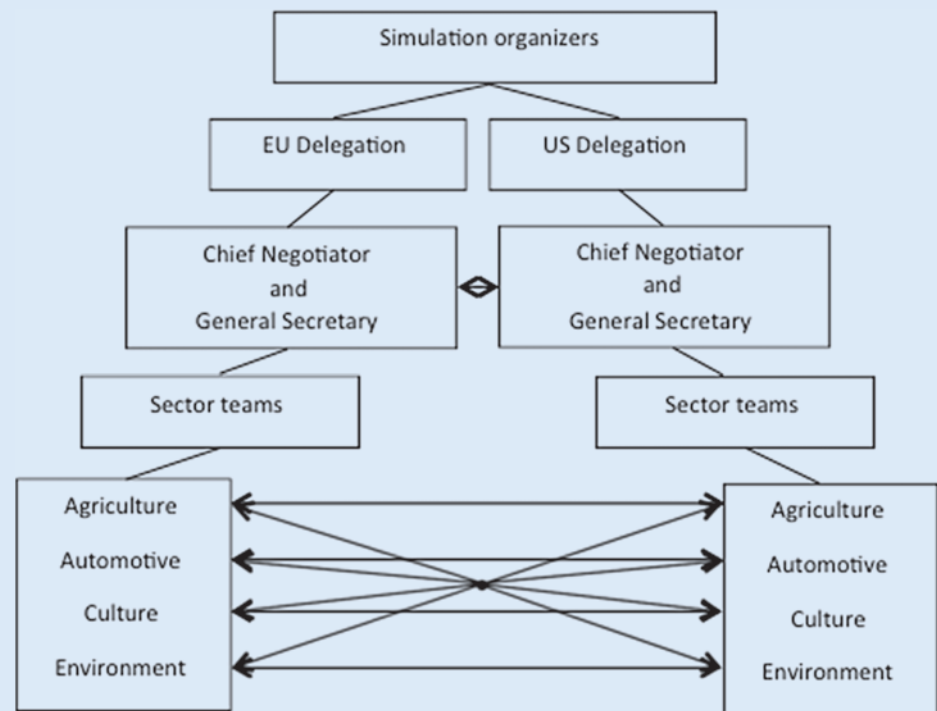 Simulation organizers
EU Delegation
US Delegation
Chief Negotiator
and
General Secretary
Chief Negotiator
and
General Secretary
Sector teams
Sector teams
Agriculture
Automotive
Culture
Environment
Agriculture
Automotive
Culture
Environment